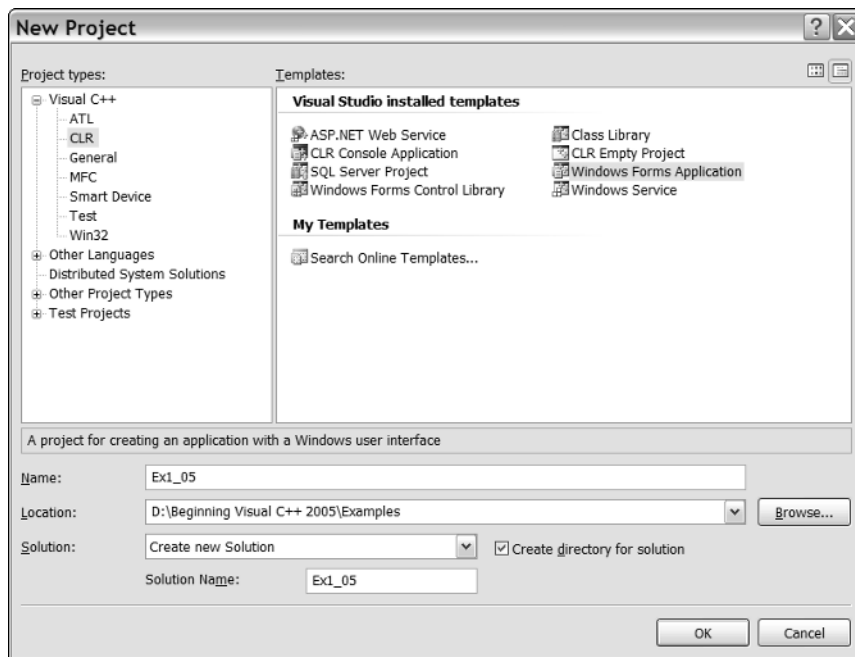 New Project
Project types:
Templates:
Visual C++
ATL
CLR
General
MFC
Smart Device
Test
Win32
Other Languages
Distributed System Solutions
Other Project Types
Test Projects
Visual Studio installed templates
ASP.NET Web Service
Class Library
CLR Console Application
CLR Empty Project
SQL Server Project
Windows Forms Application
Windows Forms Control Library
Windows Service
My Templates
Search Online Templates...
A project for creating an application with a Windows user interface
Name:
Ex1_05
Location:
D:\Beginning Visual C++ 2005\Examples
Browse...
Solution:
Create new Solution
Create directory for solution
Solution Name:
Ex1_05
OK
Cancel